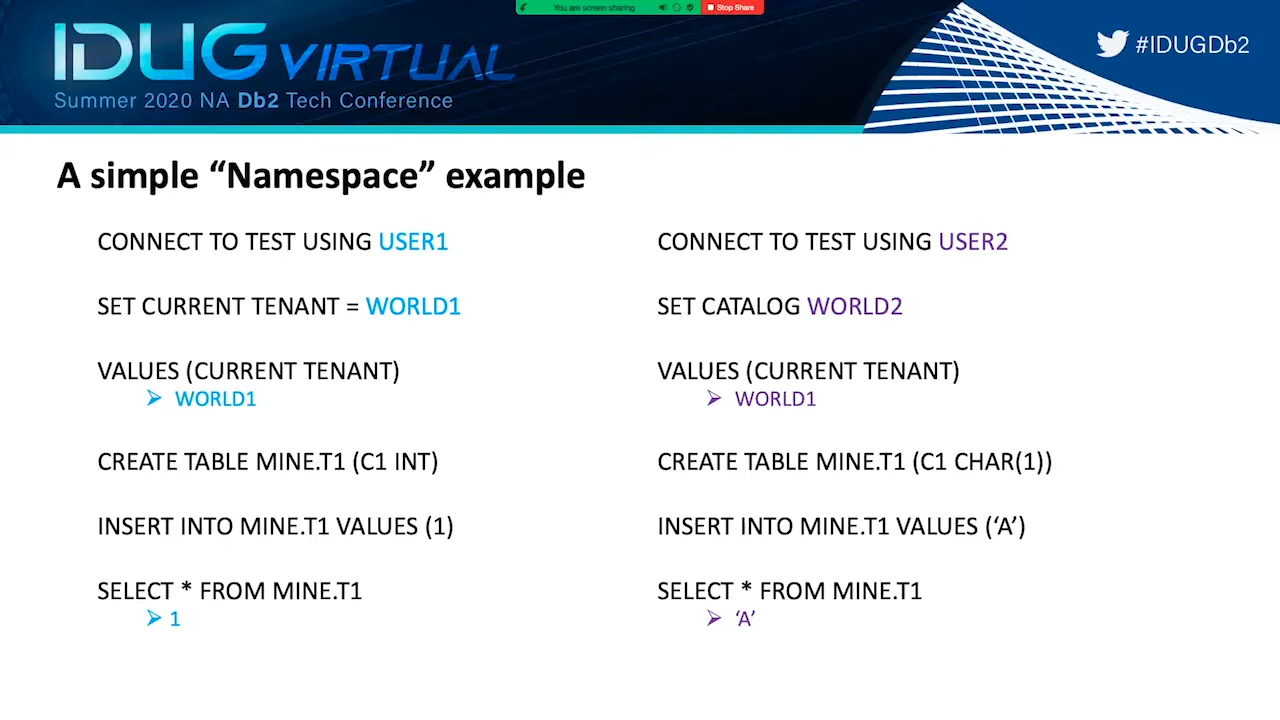 You are screen sharing
Stop Share
IDUG VIRTUAL
Summer 2020 NA Db2 Tech Conference
#IDUGDb2
A simple “Namespace” example
CONNECT TO TEST USING USER1
SET CURRENT TENANT = WORLD1
VALUES (CURRENT TENANT)
WORLD1
CREATE TABLE MINE.T1 (C1 INT)
INSERT INTO MINE.T1 VALUES (1)
SELECT * FROM MINE.T1
1
CONNECT TO TEST USING USER2
SET CATALOG WORLD2
VALUES (CURRENT TENANT)
WORLD1
CREATE TABLE MINE.T1 (C1 CHAR(1))
INSERT INTO MINE.T1 VALUES (‘A’)
SELECT * FROM MINE.T1
‘A’